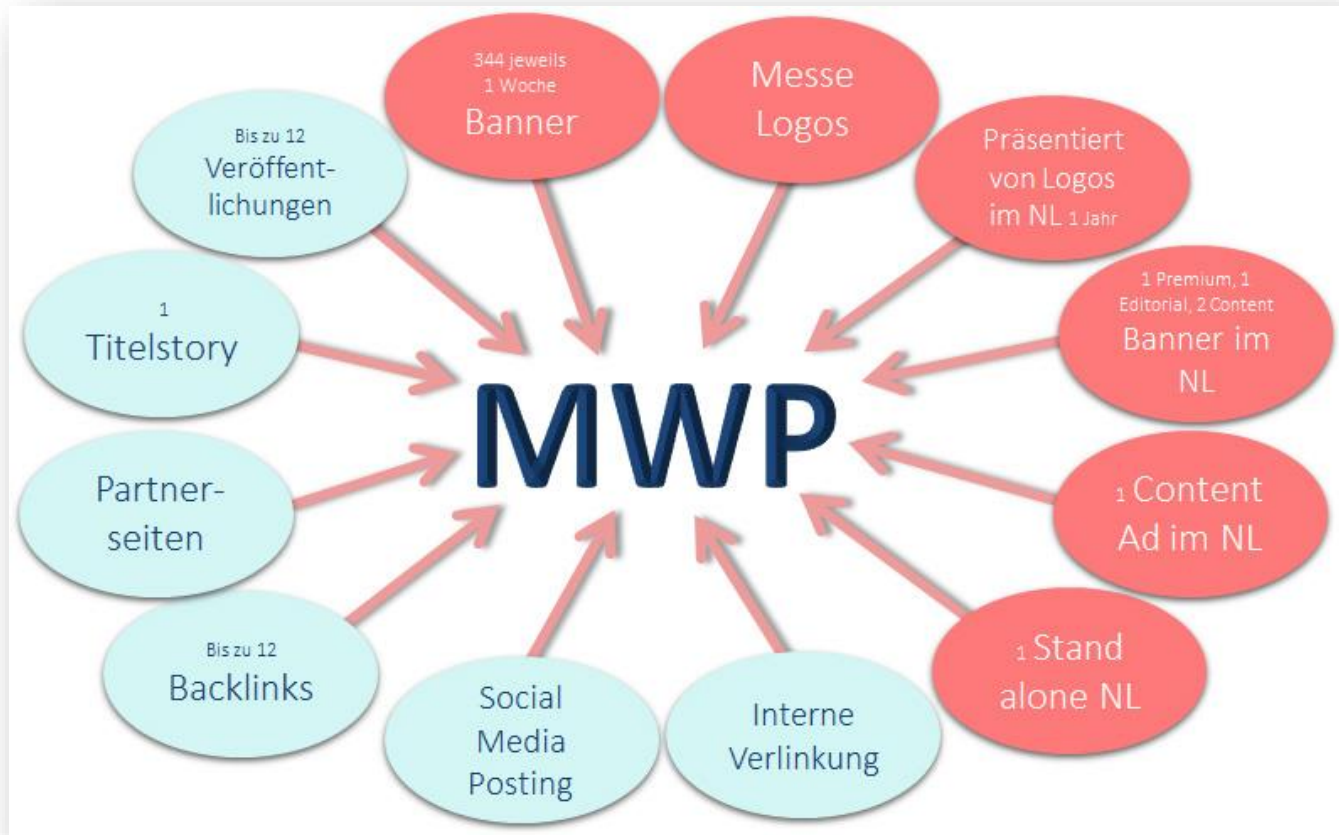 344 jeweils
1 Woche
Banner
Messe
Logos
Präsentiert
von Logos
im NL 1 Jahr
1 Premium, 1
Editorial, 2 Content
Banner im
NL
1 Content
Ad im NL
1 Stand
alone NL
Interne
Verlinkung
Social
Media
Posting
Bis zu 12
Backlinks
Partner-
seiten
1
Titelstory
Bis zu 12
Veröffent-
lichungen
MWP